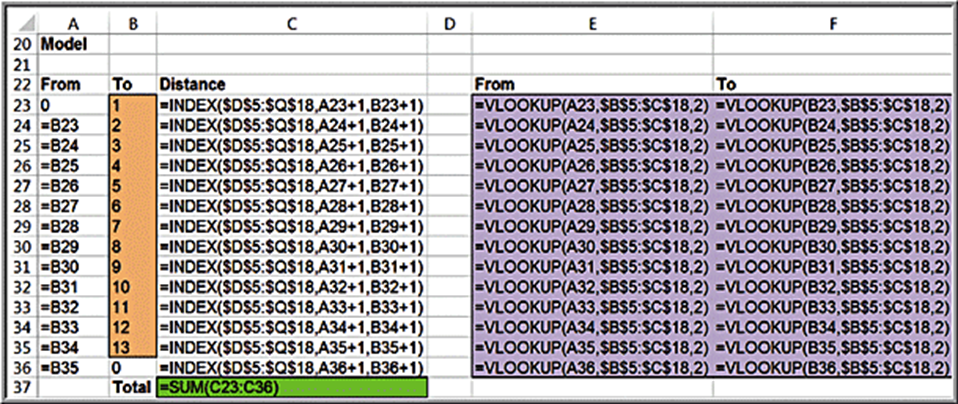 A B C D E F
20 Model
21
22 From To Distance From To
23 0 1 =INDEX($D$5:$Q$18,A23+1,B23+1) =VLOOKUP(A23,$B$5:$C$18,2) =VLOOKUP(B23,$B$5:$C$18,2)
24 =B23 2 =INDEX($D$5:$Q$18,A24+1,B24+1) =VLOOKUP(A24,$B$5:$C$18,2) =VLOOKUP(B24,$B$5:$C$18,2)
25 =B24 3 =INDEX($D$5:$Q$18,A25+1,B25+1) =VLOOKUP(A25,$B$5:$C$18,2) =VLOOKUP(B25,$B$5:$C$18,2)
26 =B25 4 =INDEX($D$5:$Q$18,A26+1,B26+1) =VLOOKUP(A26,$B$5:$C$18,2) =VLOOKUP(B26,$B$5:$C$18,2)
27 =B26 5 =INDEX($D$5:$Q$18,A27+1,B27+1) =VLOOKUP(A27,$B$5:$C$18,2) =VLOOKUP(B27,$B$5:$C$18,2)
28 =B27 6 =INDEX($D$5:$Q$18,A28+1,B28+1) =VLOOKUP(A28,$B$5:$C$18,2) =VLOOKUP(B28,$B$5:$C$18,2)
29 =B28 7 =INDEX($D$5:$Q$18,A29+1,B29+1) =VLOOKUP(A29,$B$5:$C$18,2) =VLOOKUP(B29,$B$5:$C$18,2)
30 =B29 8 =INDEX($D$5:$Q$18,A30+1,B30+1) =VLOOKUP(A30,$B$5:$C$18,2) =VLOOKUP(B30,$B$5:$C$18,2)
31 =B30 9 =INDEX($D$5:$Q$18,A31+1,B31+1) =VLOOKUP(A31,$B$5:$C$18,2) =VLOOKUP(B31,$B$5:$C$18,2)
32 =B31 10 =INDEX($D$5:$Q$18,A32+1,B32+1) =VLOOKUP(A32,$B$5:$C$18,2) =VLOOKUP(B32,$B$5:$C$18,2)
33 =B32 11 =INDEX($D$5:$Q$18,A33+1,B33+1) =VLOOKUP(A33,$B$5:$C$18,2) =VLOOKUP(B33,$B$5:$C$18,2)
34 =B33 12 =INDEX($D$5:$Q$18,A34+1,B34+1) =VLOOKUP(A34,$B$5:$C$18,2) =VLOOKUP(B34,$B$5:$C$18,2)
35 =B34 13 =INDEX($D$5:$Q$18,A35+1,B35+1) =VLOOKUP(A35,$B$5:$C$18,2) =VLOOKUP(B35,$B$5:$C$18,2)
36 =B35 0 =INDEX($D$5:$Q$18,A36+1,B36+1) =VLOOKUP(A36,$B$5:$C$18,2) =VLOOKUP(B36,$B$5:$C$18,2)
37 Total =SUM(C23:C36)